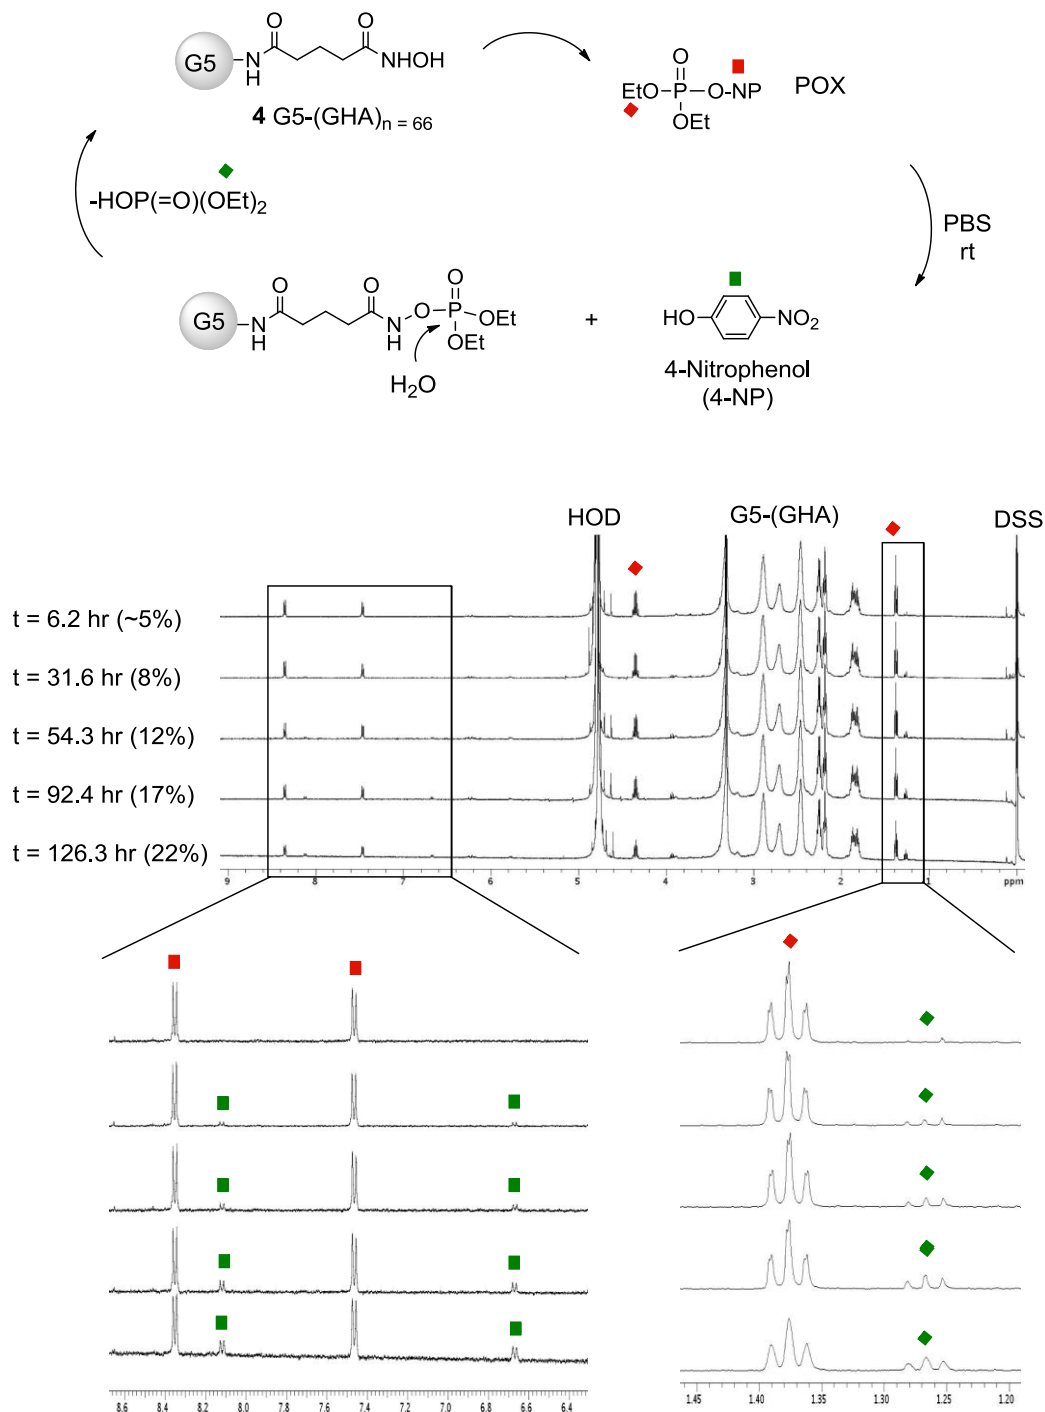 O
O
G5
N
H
NHOH
4 G5-(GHA)n = 66
O
EtO
P
O-NP
OEt
POX
-HOP(=O)(OEt)2
PBS
rt
O
O
O
G5
N
H
N
H
O
P
OEt
OEt
H2O
+
HO
NO2
4-Nitrophenol
(4-NP)
HOD
G5-(GHA)
DSS
t = 6.2 hr (~5%)
t = 31.6 hr (8%)
t = 54.3 hr (12%)
t = 92.4 hr (17%)
t = 126.3 hr (22%)
9 8 7 6 5 4 3 2 1 ppm
8.6 8.4 8.2 8.0 7.8 7.6 7.4 7.2 7.0 6.8 6.6 6.4
1.45 1.40 1.35 1.30 1.25 1.20